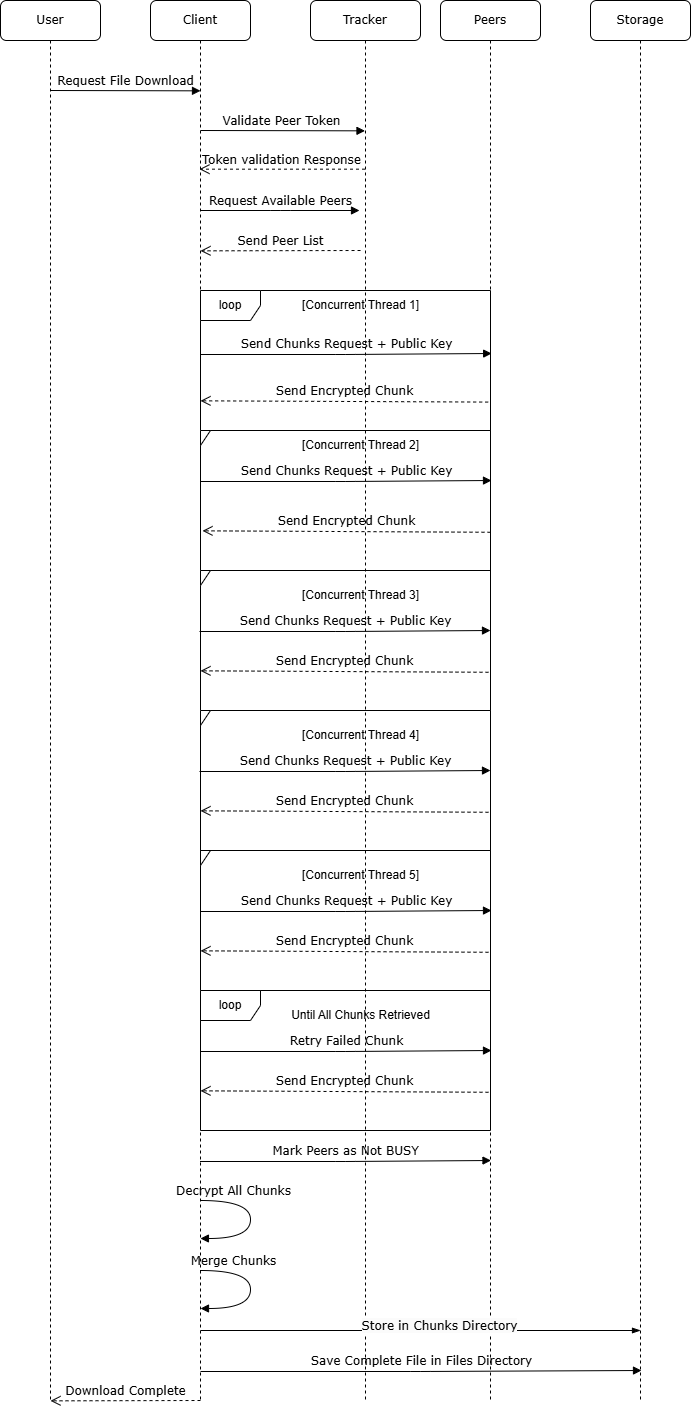 User
Client
Tracker
Peers
Storage
Request File Download
Validate Peer Token
Token validation Response
Request Available Peers
Send Peer List
loop
[Concurrent Thread 1]
Send Chunks Request + Public Key
Send Encrypted Chunk
[Concurrent Thread 2]
Send Chunks Request + Public Key
Send Encrypted Chunk
[Concurrent Thread 3]
Send Chunks Request + Public Key
Send Encrypted Chunk
[Concurrent Thread 4]
Send Chunks Request + Public Key
Send Encrypted Chunk
[Concurrent Thread 5]
Send Chunks Request + Public Key
Send Encrypted Chunk
loop
Until All Chunks Retrieved
Retry Failed Chunk
Send Encrypted Chunk
Mark Peers as Not BUSY
Decrypt All Chunks
Merge Chunks
Store in Chunks Directory
Save Complete File in Files Directory
Download Complete